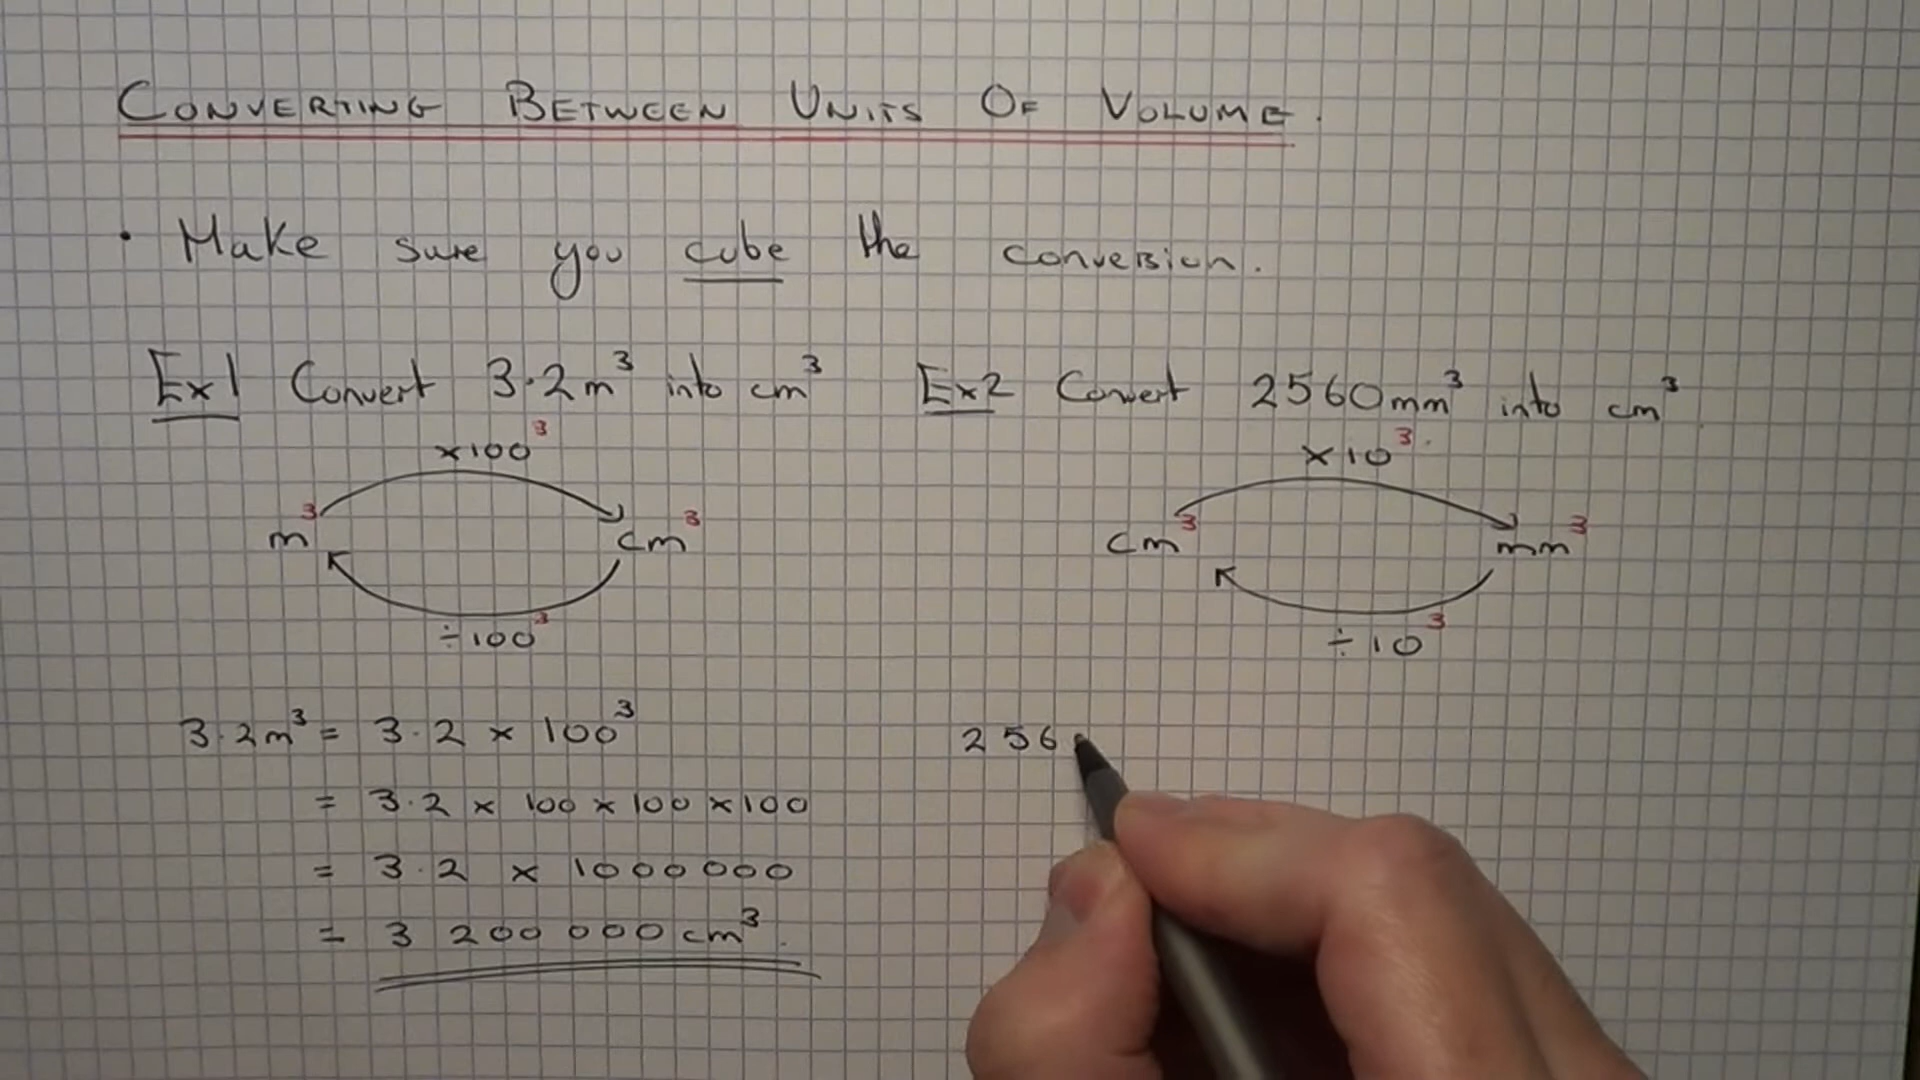 CONVERTING BETWEEN UNITS OF VOLUME.
• Make sure you cube the conversion.
Ex1 Convert 3.2m³ into cm³
×100³
m³ cm³
÷100³
3.2m³ = 3.2 × 100³
= 3.2 × 100 × 100 × 100
= 3.2 × 1000000
= 3 200 000 cm³.
Ex2 Convert 2560mm³ into cm³
×10³
cm³ mm³
÷10³
256